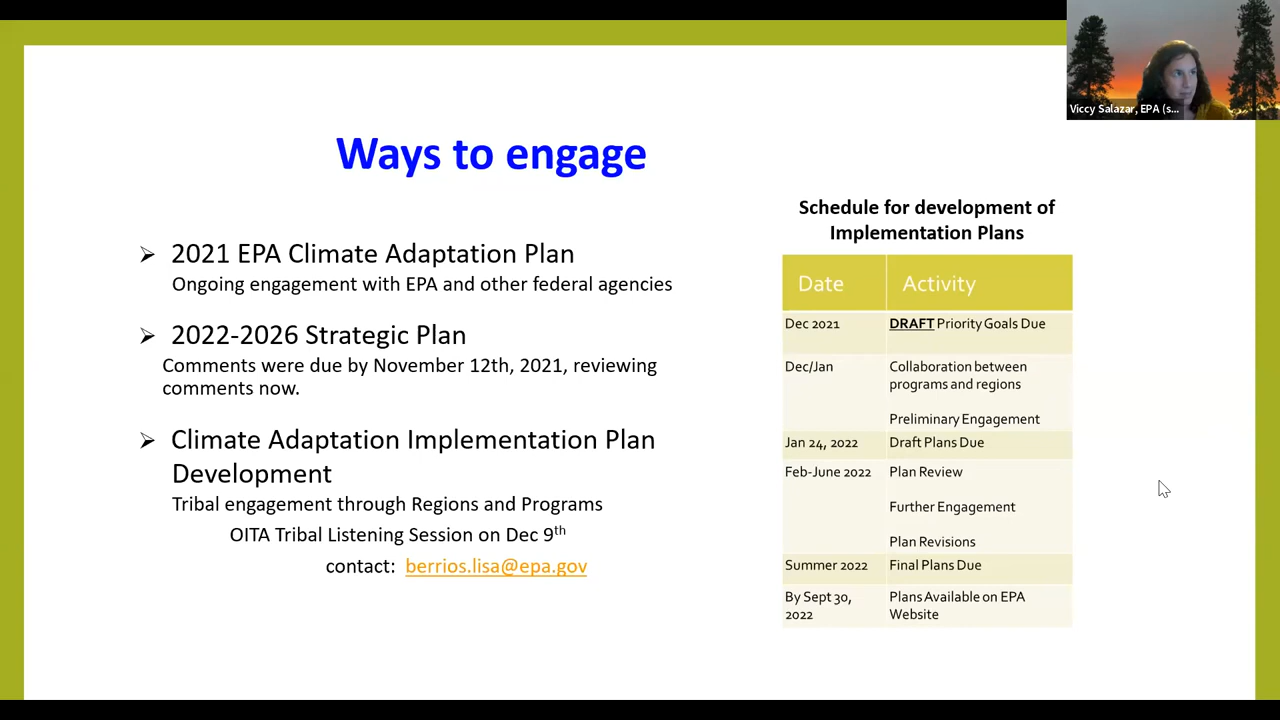 Viccy Salazar, EPA (s...
Ways to engage
2021 EPA Climate Adaptation Plan
Ongoing engagement with EPA and other federal agencies
2022-2026 Strategic Plan
Comments were due by November 12th, 2021, reviewing
comments now.
Climate Adaptation Implementation Plan
Development
Tribal engagement through Regions and Programs
OITA Tribal Listening Session on Dec 9th
contact: berrios.lisa@epa.gov
Schedule for development of
Implementation Plans
Date Activity
Dec 2021 DRAFT Priority Goals Due
Dec/Jan Collaboration between
programs and regions
Preliminary Engagement
Jan 24, 2022 Draft Plans Due
Feb-June 2022 Plan Review
Further Engagement
Plan Revisions
Summer 2022 Final Plans Due
By Sept 30, Plans Available on EPA
2022 Website